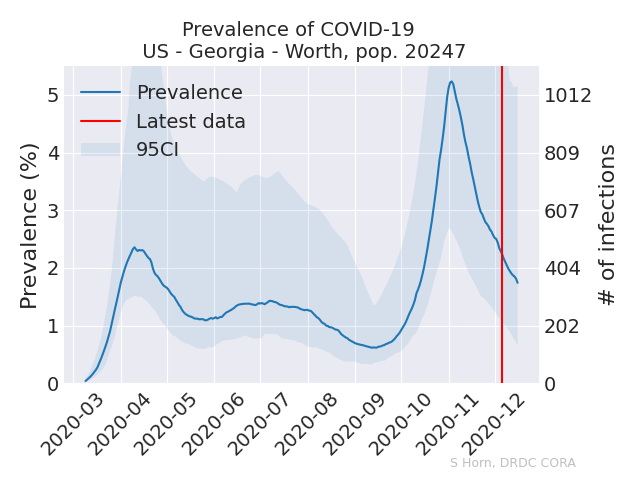 Prevalence of COVID-19
US - Georgia - Worth, pop. 20247
Prevalence
Latest data
95CI
Prevalence (%)
5
4
3
2
1
0
1012
809
607
404
202
0
# of infections
2020-03
2020-04
2020-05
2020-06
2020-07
2020-08
2020-09
2020-10
2020-11
2020-12
S Horn, DRDC CORA